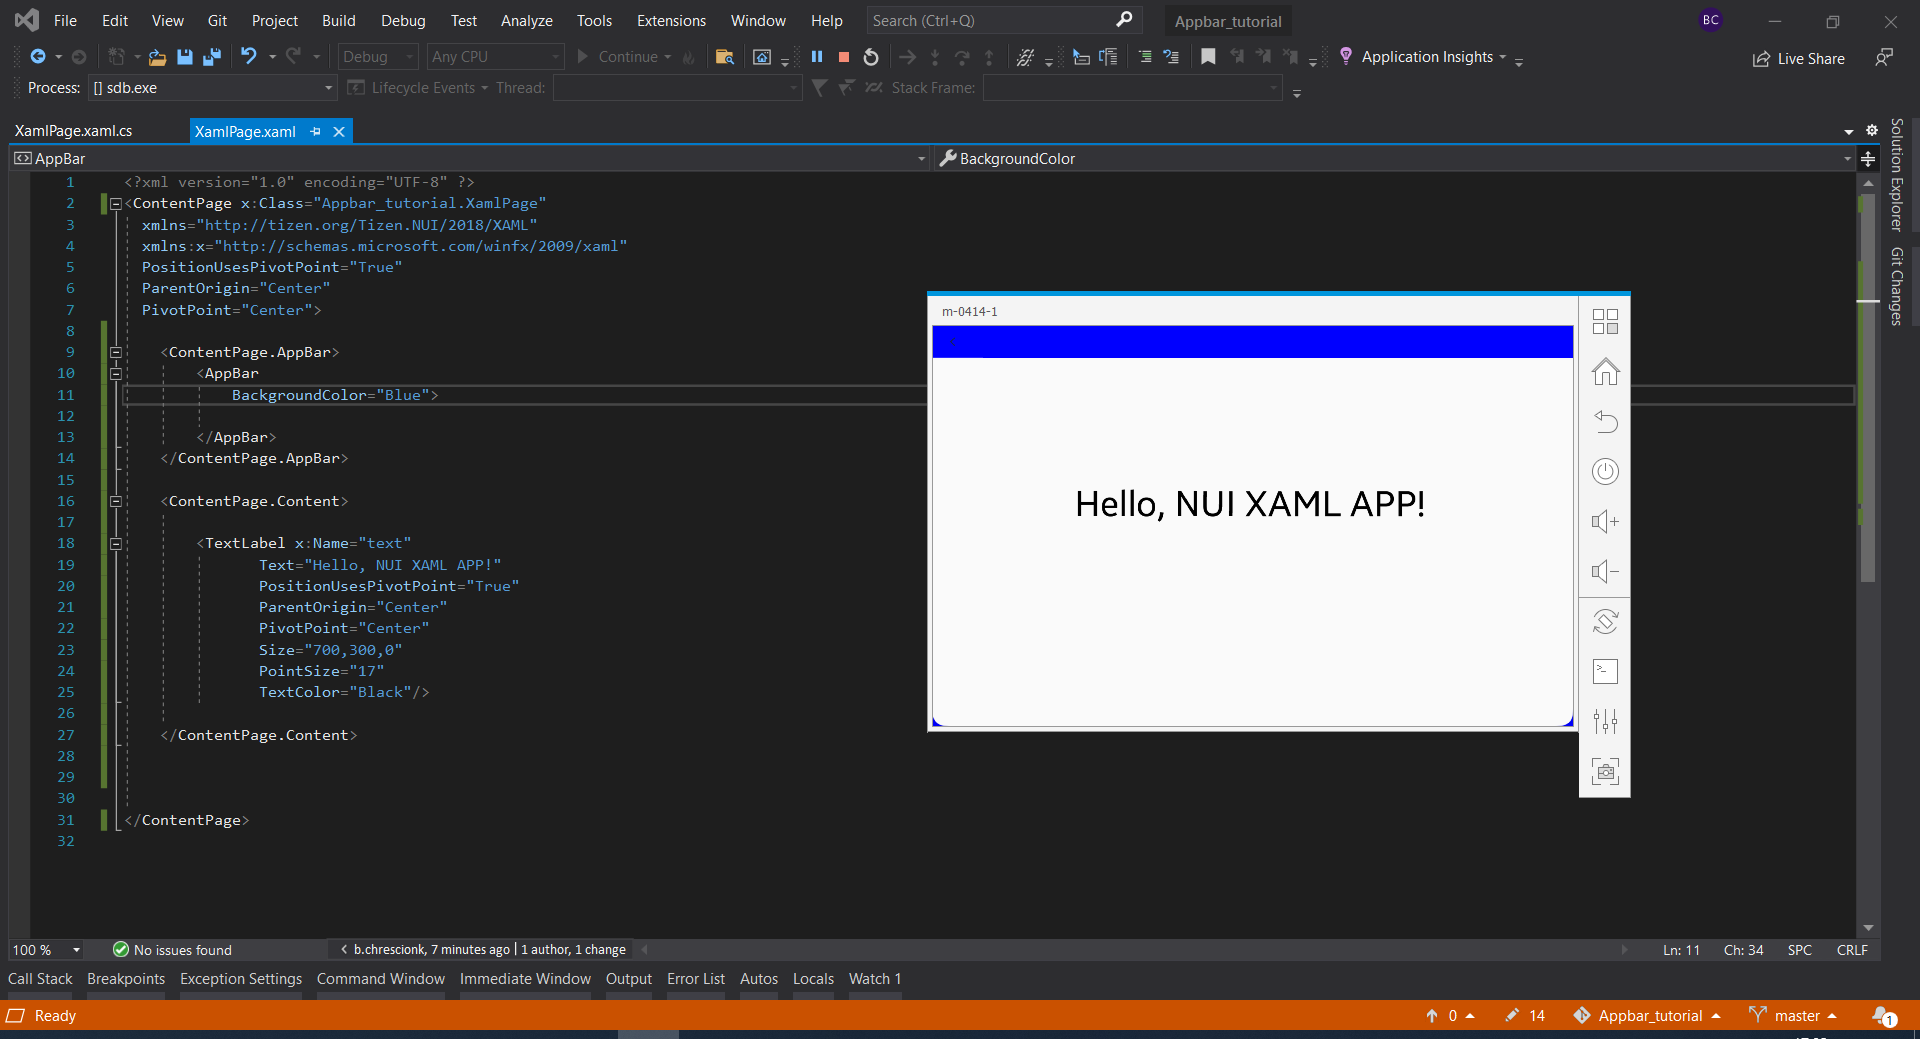 File Edit View Git Project Build Debug Test Analyze Tools Extensions Window Help Search (Ctrl+Q) Appbar_tutorial BC
Debug Any CPU Continue Application Insights Live Share
Process: [] sdb.exe Lifecycle Events Thread: Stack Frame:
XamlPage.xaml.cs XamlPage.xaml
AppBar BackgroundColor
1 <?xml version="1.0" encoding="UTF-8" ?>
2 <ContentPage x:Class="Appbar_tutorial.XamlPage"
3 xmlns="http://tizen.org/Tizen.NUI/2018/XAML"
4 xmlns:x="http://schemas.microsoft.com/winfx/2009/xaml"
5 PositionUsesPivotPoint="True"
6 ParentOrigin="Center"
7 PivotPoint="Center">
8
9 <ContentPage.AppBar>
10 <AppBar
11 BackgroundColor="Blue">
12
13 </AppBar>
14 </ContentPage.AppBar>
15
16 <ContentPage.Content>
17
18 <TextLabel x:Name="text"
19 Text="Hello, NUI XAML APP!"
20 PositionUsesPivotPoint="True"
21 ParentOrigin="Center"
22 PivotPoint="Center"
23 Size="700,300,0"
24 PointSize="17"
25 TextColor="Black"/>
26
27 </ContentPage.Content>
28
29
30
31 </ContentPage>
32
m-0414-1
Hello, NUI XAML APP!
Solution Explorer
Git Changes
100 % No issues found b.chrescionk, 7 minutes ago | 1 author, 1 change Ln: 11 Ch: 34 SPC CRLF
Call Stack Breakpoints Exception Settings Command Window Immediate Window Output Error List Autos Locals Watch 1
Ready 0 14 Appbar_tutorial master 1